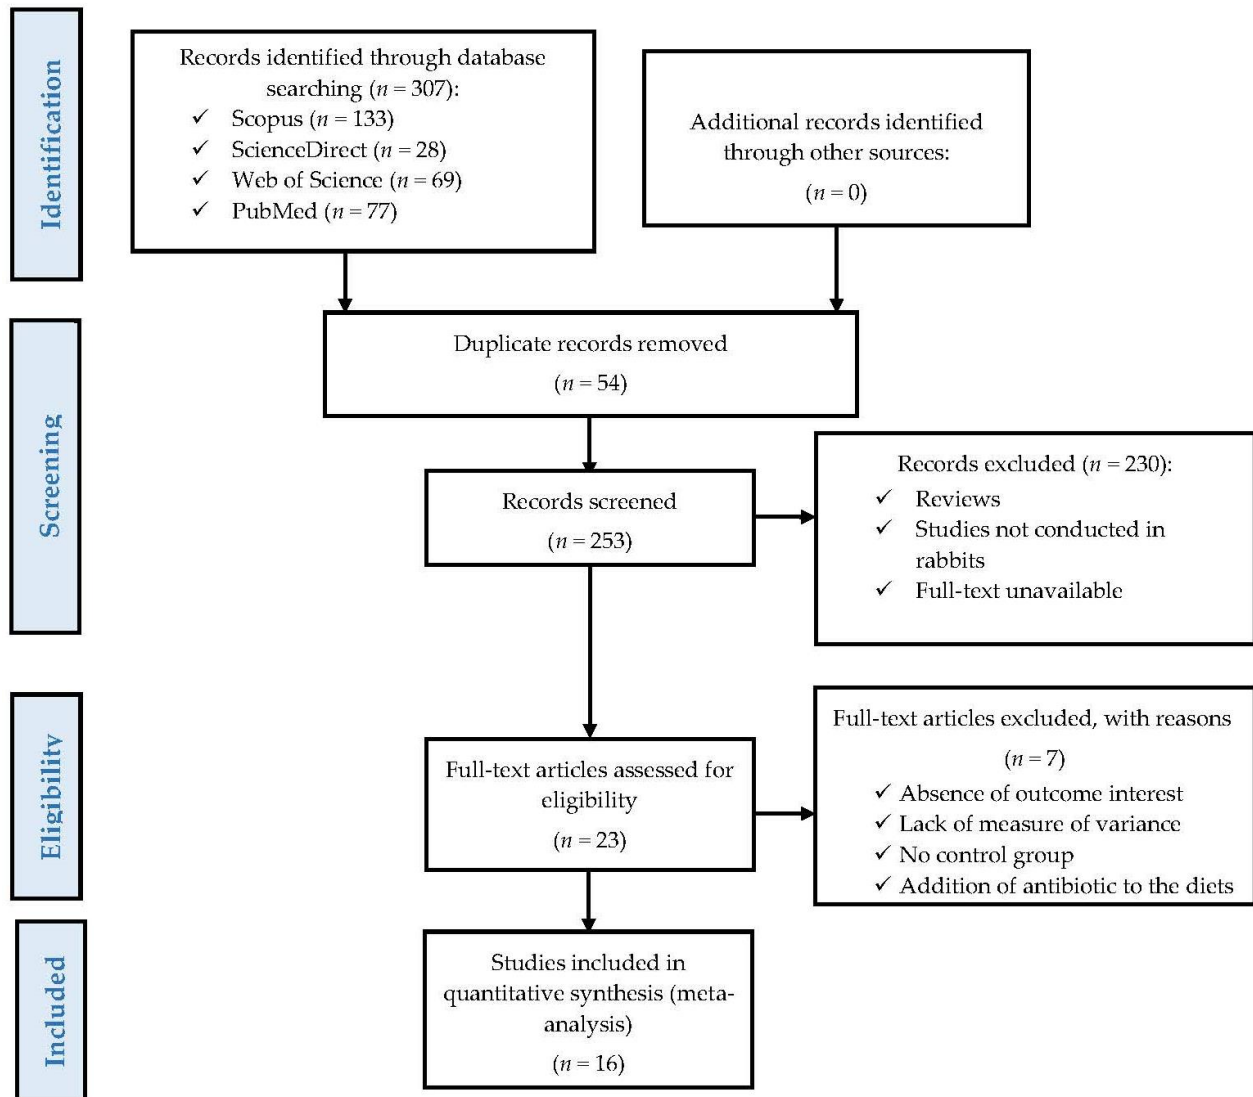 Identification
Records identified through database
searching (n = 307):
✓ Scopus (n = 133)
✓ ScienceDirect (n = 28)
✓ Web of Science (n = 69)
✓ PubMed (n = 77)
Additional records identified
through other sources:
(n = 0)
Screening
Duplicate records removed
(n = 54)
Records screened
(n = 253)
Records excluded (n = 230):
✓ Reviews
✓ Studies not conducted in
rabbits
✓ Full-text unavailable
Eligibility
Full-text articles assessed for
eligibility
(n = 23)
Full-text articles excluded, with reasons
(n = 7)
✓ Absence of outcome interest
✓ Lack of measure of variance
✓ No control group
✓ Addition of antibiotic to the diets
Included
Studies included in
quantitative synthesis (meta-
analysis)
(n = 16)